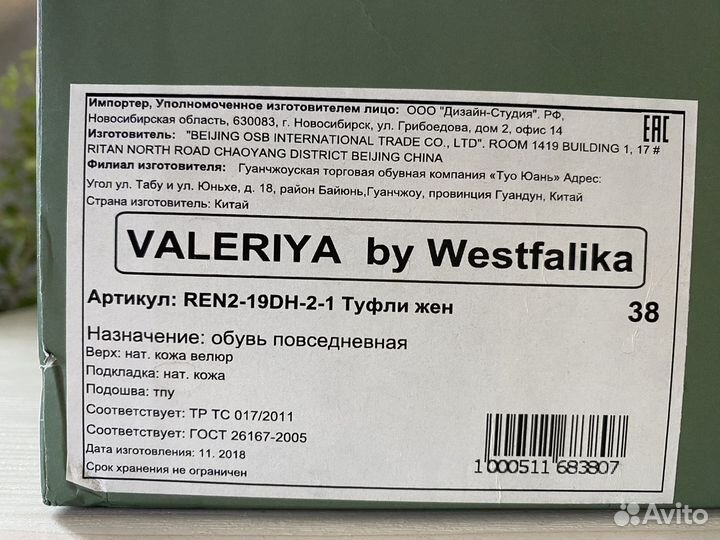 Импортер, Уполномоченное изготовителем лицо: ООО "Дизайн-Студия". РФ,
Новосибирская область, 630083, г. Новосибирск, ул. Грибоедова, дом 2, офис 14
EAC
Изготовитель: "BEIJING OSB INTERNATIONAL TRADE CO., LTD". ROOM 1419 BUILDING 1, 17 #
RITAN NORTH ROAD CHAOYANG DISTRICT BEIJING CHINA
Филиал изготовителя: Гуанчжоуская торговая обувная компания «Туо Юань» Адрес:
Угол ул. Табу и ул. Юньхе, д. 18, район Байюнь,Гуанчжоу, провинция Гуандун, Китай
Страна изготовитель: Китай
VALERIYA by Westfalika
Артикул: REN2-19DH-2-1 Туфли жен 38
Назначение: обувь повседневная
Верх: нат. кожа велюр
Подкладка: нат. кожа
Подошва: тпу
Соответствует: ТР ТС 017/2011
Соответствует: ГОСТ 26167-2005
Дата изготовления 11. 2018
Срок хранения не ограничен
1 000511 683807
Avito